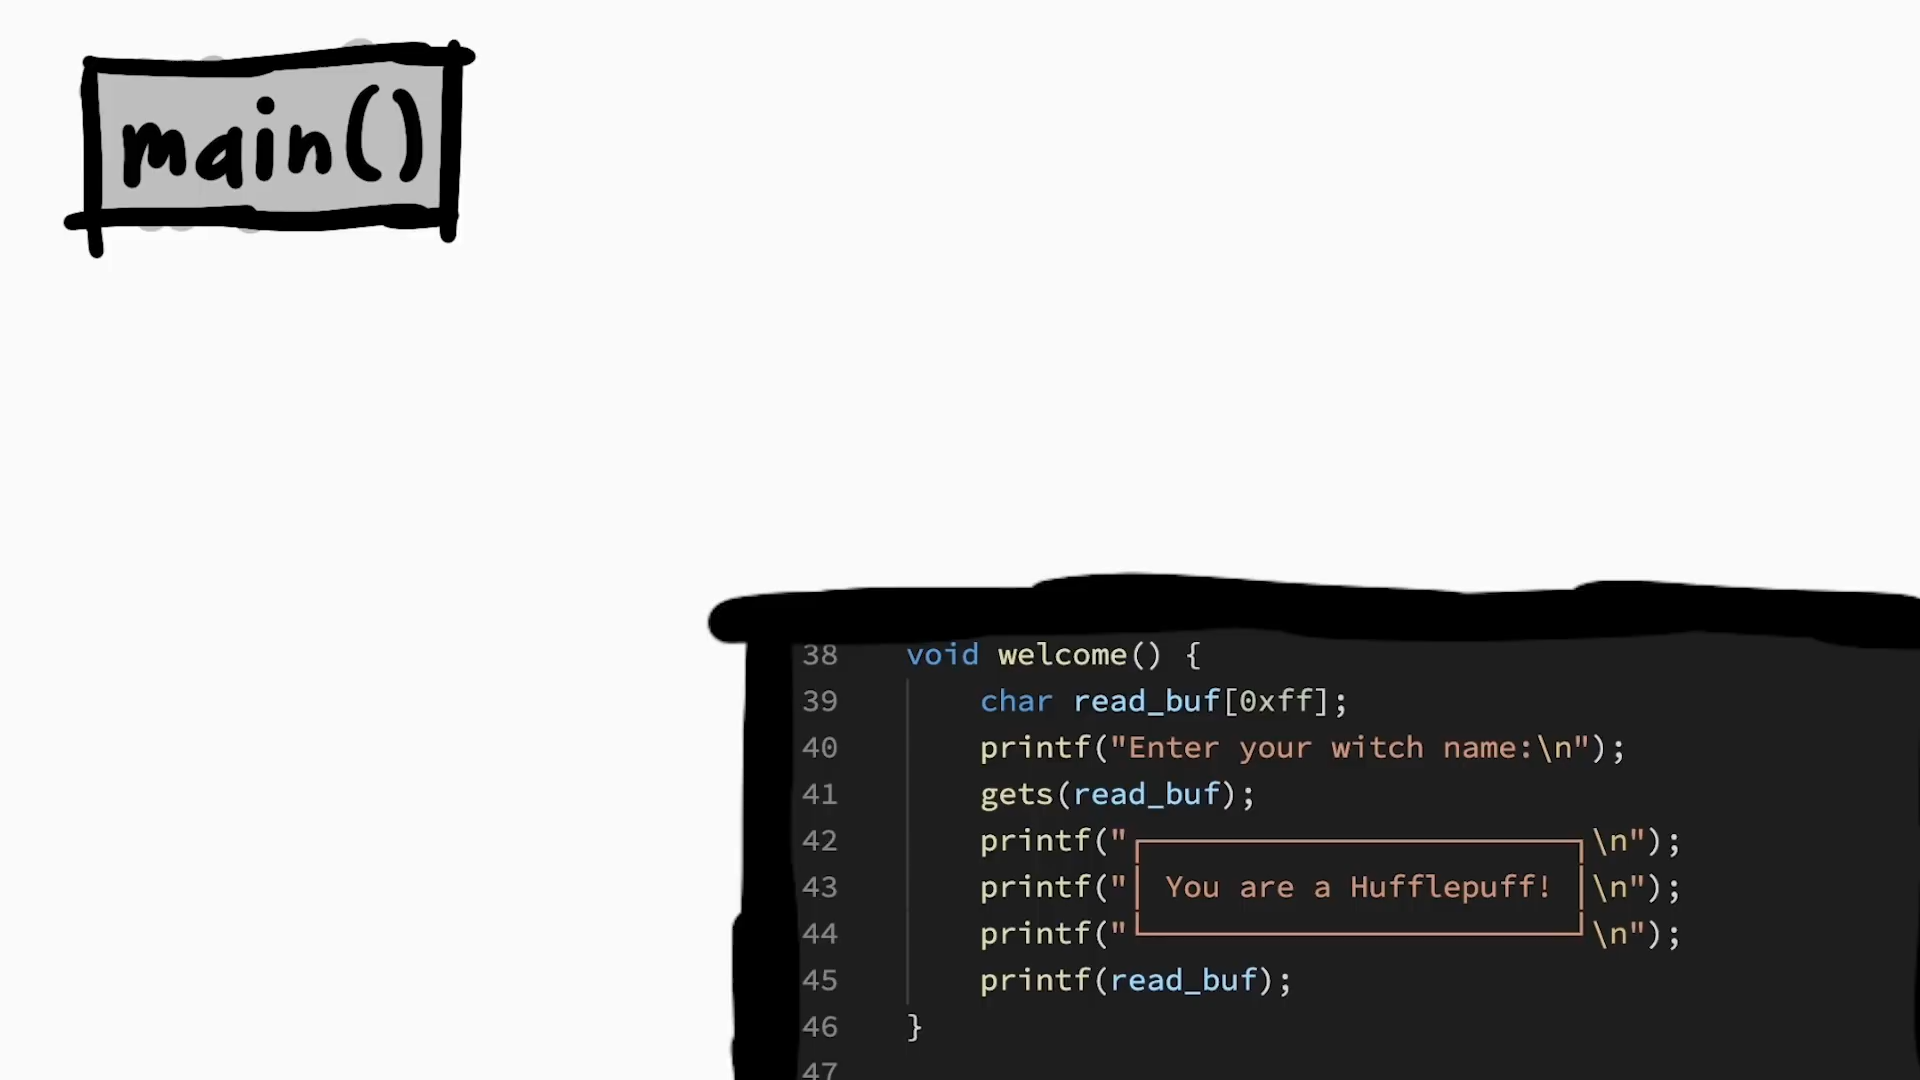 main()
38 void welcome() {
39 char read_buf[0xff];
40 printf("Enter your witch name:\n");
41 gets(read_buf);
42 printf("┌────────────────────────┐\n");
43 printf("│ You are a Hufflepuff! │\n");
44 printf("└────────────────────────┘\n");
45 printf(read_buf);
46 }
47